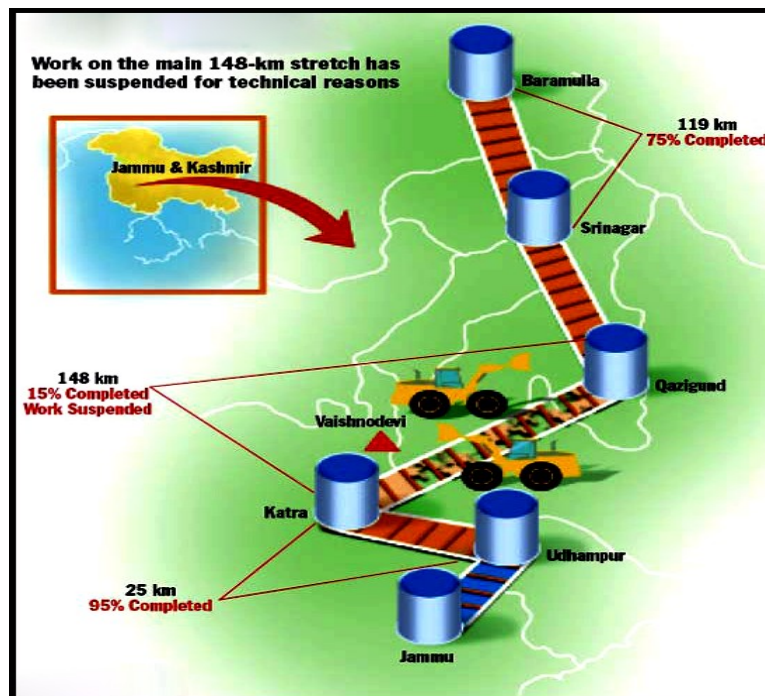 Work on the main 148-km stretch has
been suspended for technical reasons
Jammu & Kashmir
Baramulla
119 km
75% Completed
Srinagar
Qazigund
148 km
15% Completed
Work Suspended
Vaishnodevi
Katra
Udhampur
25 km
95% Completed
Jammu